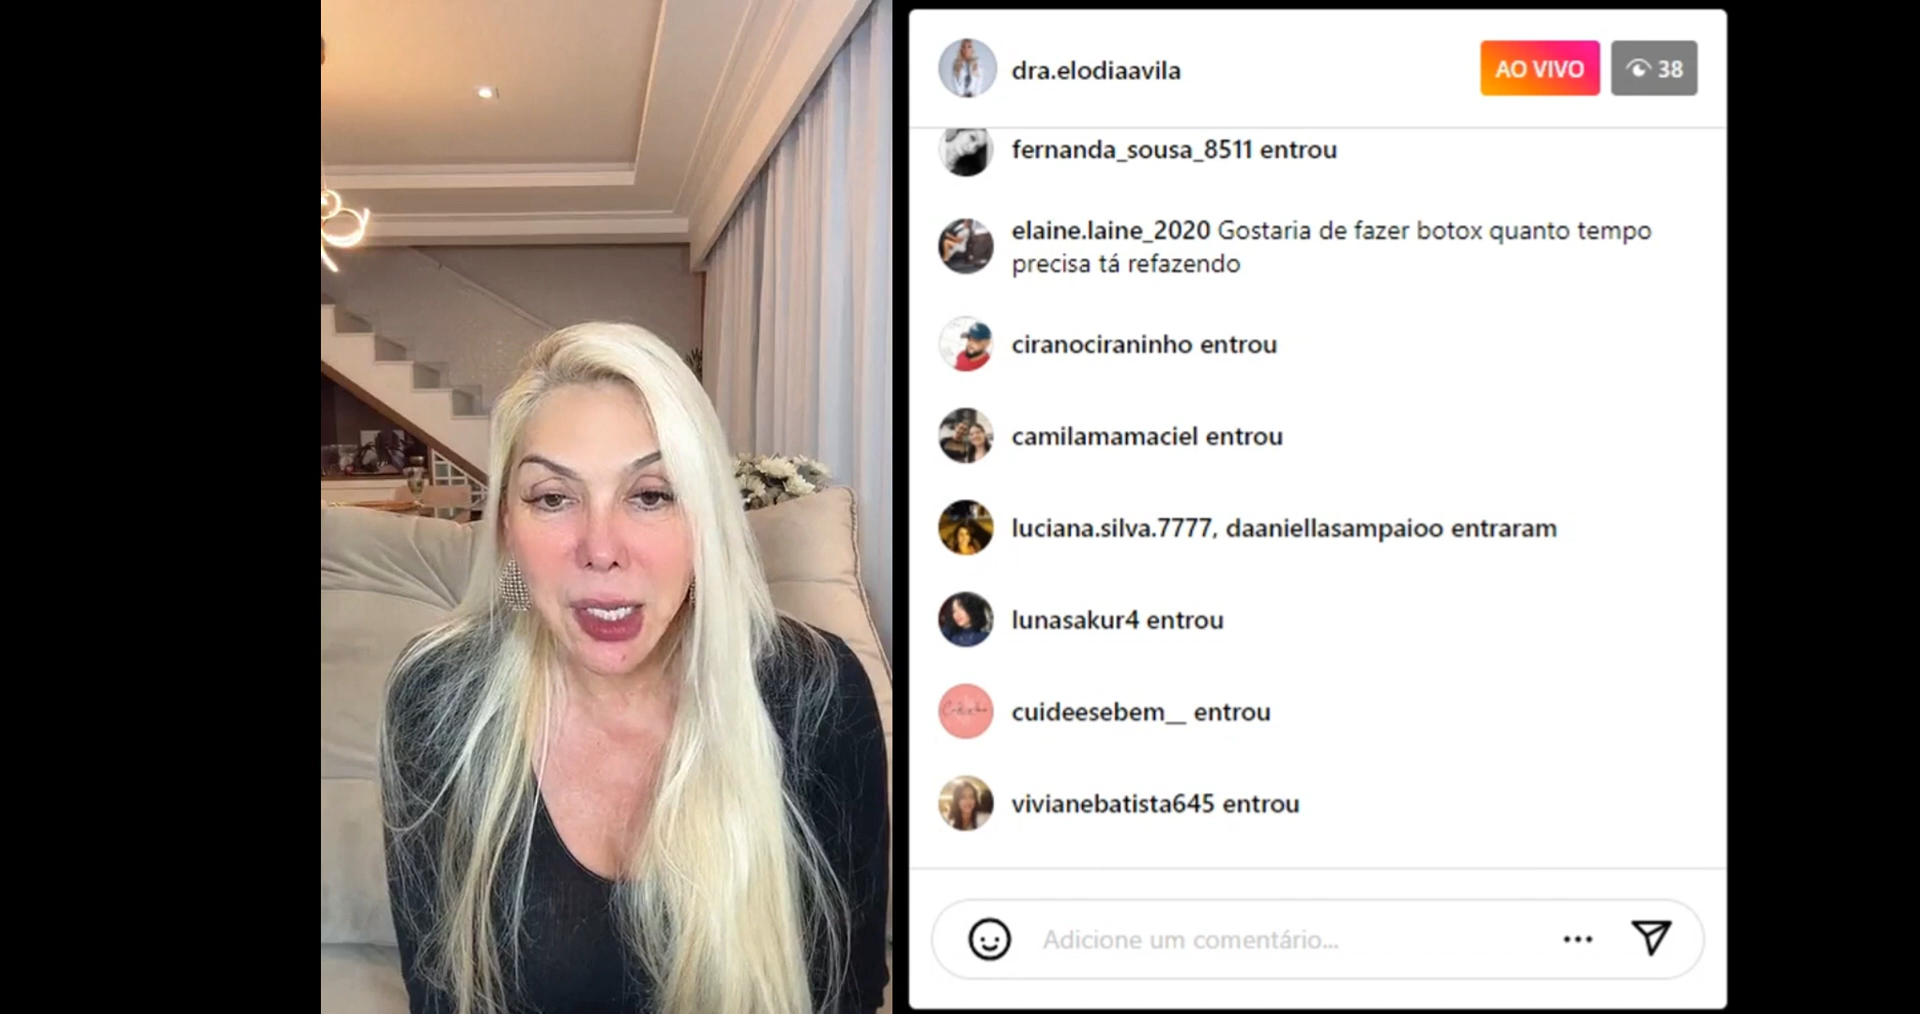 dra.elodiaavila
AO VIVO
38
fernanda_sousa_8511 entrou
elaine.laine_2020 Gostaria de fazer botox quanto tempo
precisa tá refazendo
ciranociraninho entrou
camilamamaciel entrou
luciana.silva.7777, daaniellasampaioo entraram
lunasakur4 entrou
cuideesebem__ entrou
vivianebatista645 entrou
Adicione um comentário...